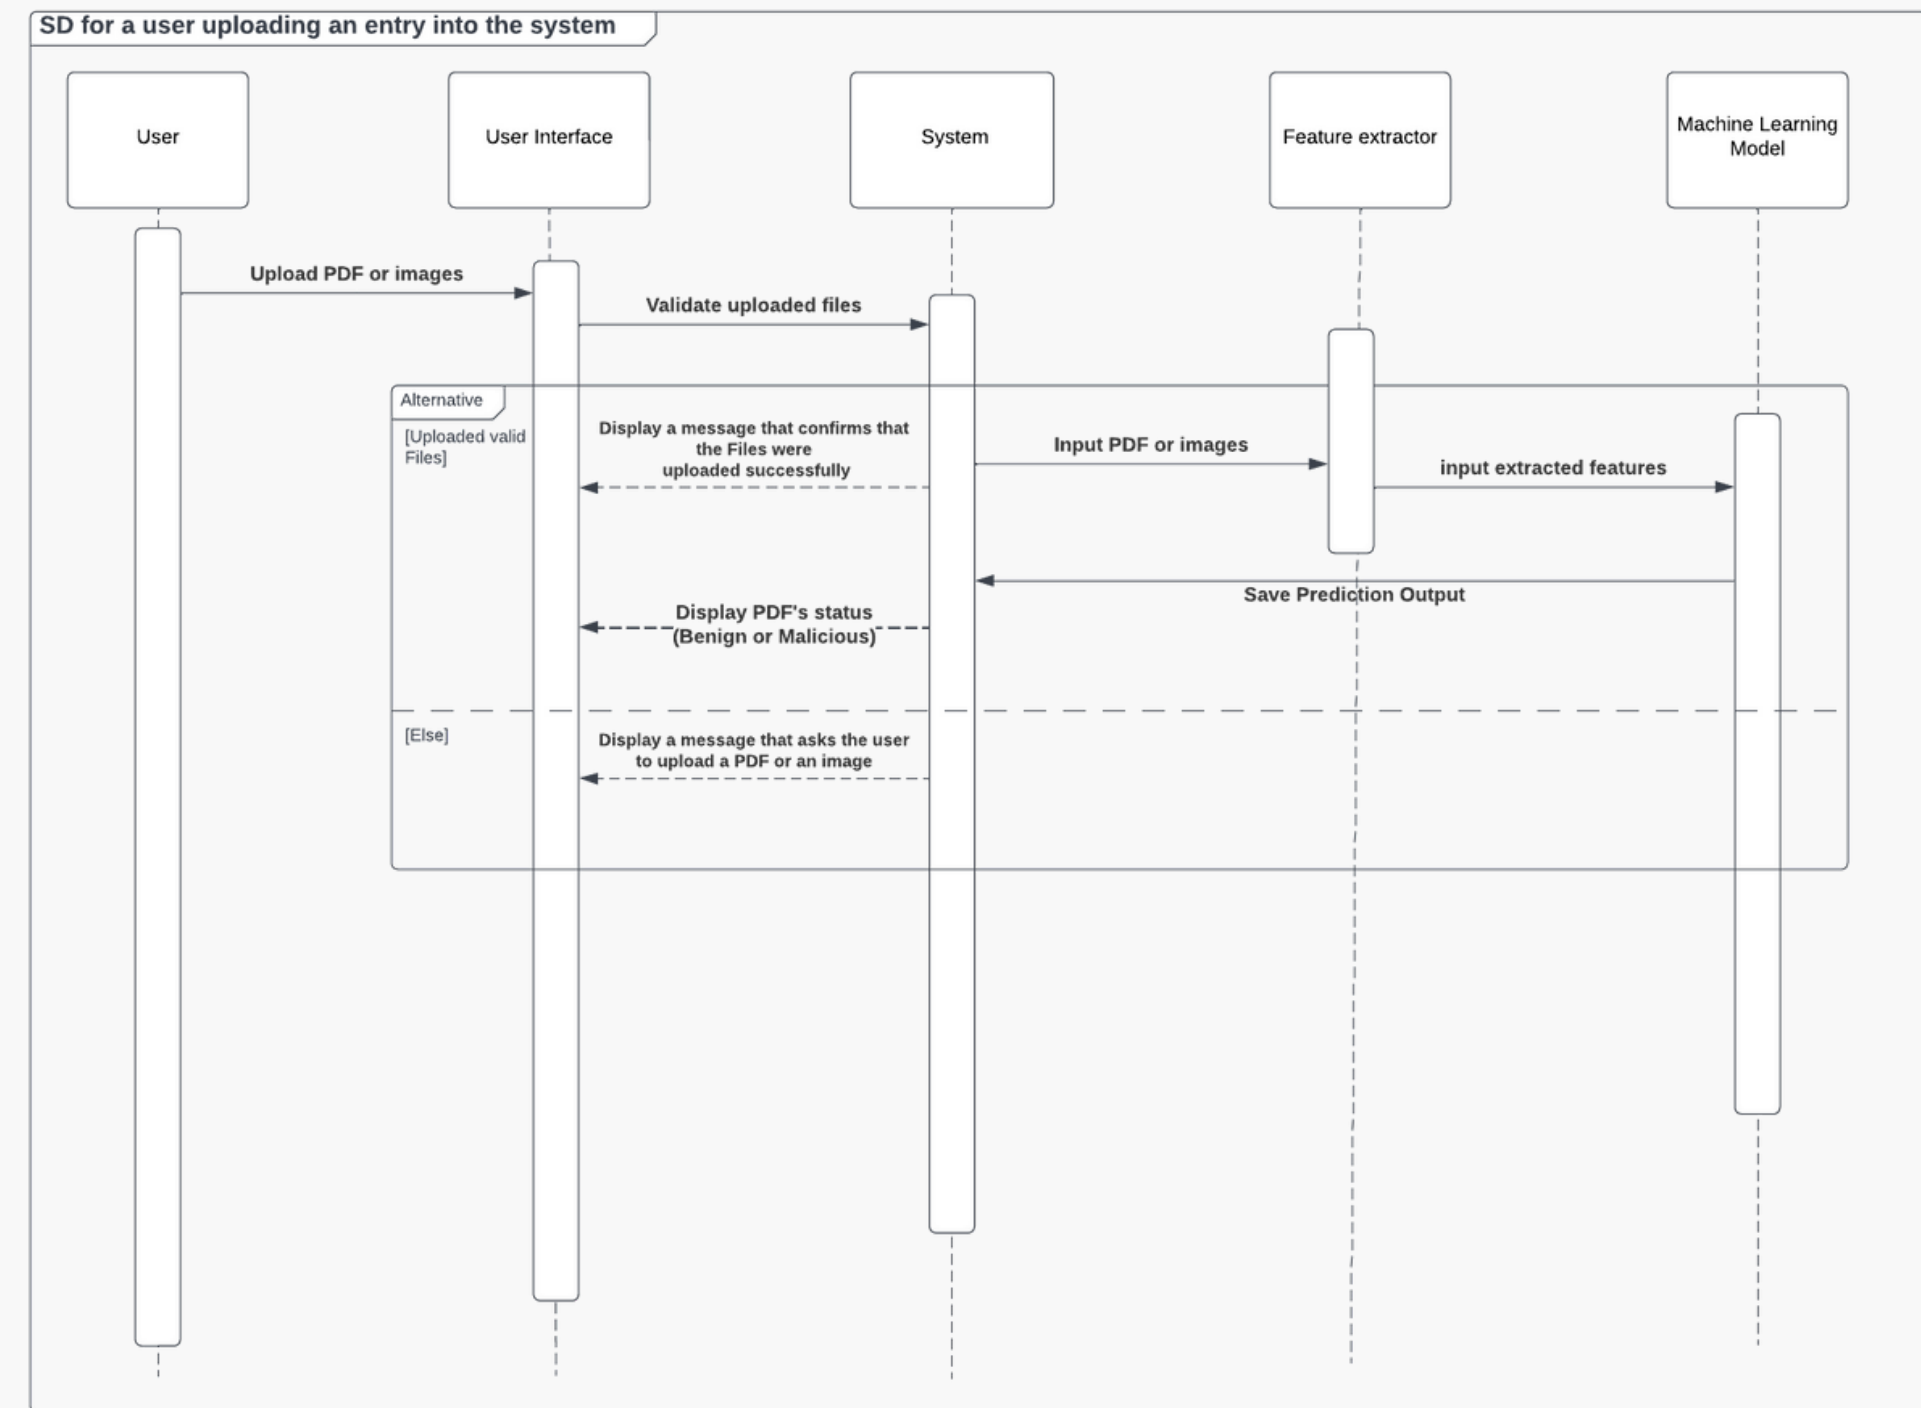 SD for a user uploading an entry into the system
User
User Interface
System
Feature extractor
Machine Learning
Model
Upload PDF or images
Validate uploaded files
Alternative
[Uploaded valid
Files]
Display a message that confirms that
the Files were
uploaded successfully
Input PDF or images
input extracted features
Save Prediction Output
Display PDF's status
(Benign or Malicious)
[Else]
Display a message that asks the user
to upload a PDF or an image